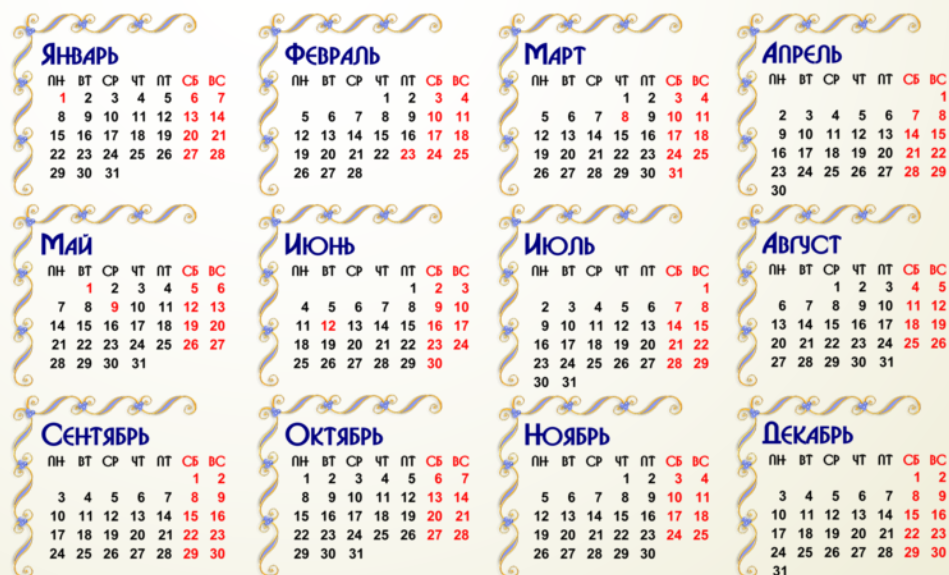 Январь
ПН ВТ СР ЧТ ПТ СБ ВС
1 2 3 4 5 6 7
8 9 10 11 12 13 14
15 16 17 18 19 20 21
22 23 24 25 26 27 28
29 30 31
Февраль
ПН ВТ СР ЧТ ПТ СБ ВС
1 2 3 4
5 6 7 8 9 10 11
12 13 14 15 16 17 18
19 20 21 22 23 24 25
26 27 28
Март
ПН ВТ СР ЧТ ПТ СБ ВС
1 2 3 4
5 6 7 8 9 10 11
12 13 14 15 16 17 18
19 20 21 22 23 24 25
26 27 28 29 30 31
Апрель
ПН ВТ СР ЧТ ПТ СБ ВС
1
2 3 4 5 6 7 8
9 10 11 12 13 14 15
16 17 18 19 20 21 22
23 24 25 26 27 28 29
30
Май
ПН ВТ СР ЧТ ПТ СБ ВС
1 2 3 4 5 6
7 8 9 10 11 12 13
14 15 16 17 18 19 20
21 22 23 24 25 26 27
28 29 30 31
Июнь
ПН ВТ СР ЧТ ПТ СБ ВС
1 2 3
4 5 6 7 8 9 10
11 12 13 14 15 16 17
18 19 20 21 22 23 24
25 26 27 28 29 30
Июль
ПН ВТ СР ЧТ ПТ СБ ВС
1
2 3 4 5 6 7 8
9 10 11 12 13 14 15
16 17 18 19 20 21 22
23 24 25 26 27 28 29
30 31
Август
ПН ВТ СР ЧТ ПТ СБ ВС
1 2 3 4 5
6 7 8 9 10 11 12
13 14 15 16 17 18 19
20 21 22 23 24 25 26
27 28 29 30 31
Сентябрь
ПН ВТ СР ЧТ ПТ СБ ВС
1 2
3 4 5 6 7 8 9
10 11 12 13 14 15 16
17 18 19 20 21 22 23
24 25 26 27 28 29 30
Октябрь
ПН ВТ СР ЧТ ПТ СБ ВС
1 2 3 4 5 6 7
8 9 10 11 12 13 14
15 16 17 18 19 20 21
22 23 24 25 26 27 28
29 30 31
Ноябрь
ПН ВТ СР ЧТ ПТ СБ ВС
1 2 3 4
5 6 7 8 9 10 11
12 13 14 15 16 17 18
19 20 21 22 23 24 25
26 27 28 29 30
Декабрь
ПН ВТ СР ЧТ ПТ СБ ВС
1 2
3 4 5 6 7 8 9
10 11 12 13 14 15 16
17 18 19 20 21 22 23
24 25 26 27 28 29 30
31